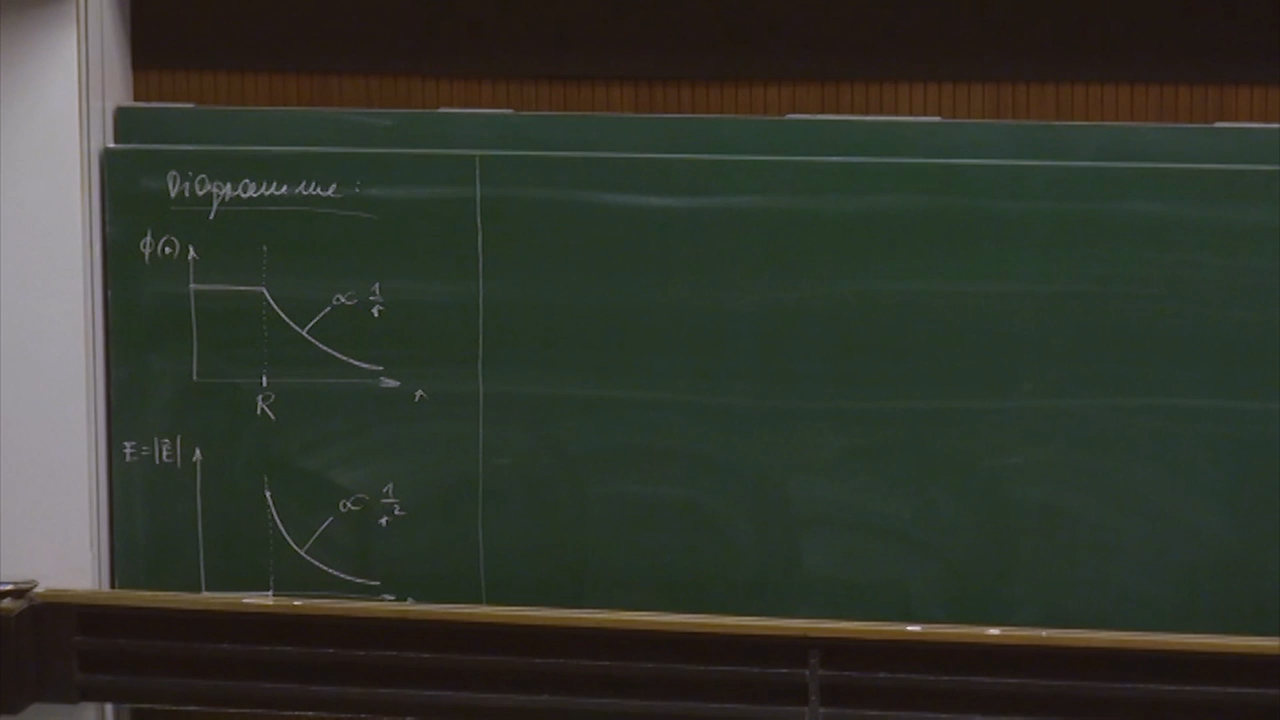 Diagramme:
ϕ(r)
∝ 1/r
R
r
E=|E⃗|
∝ 1/r²